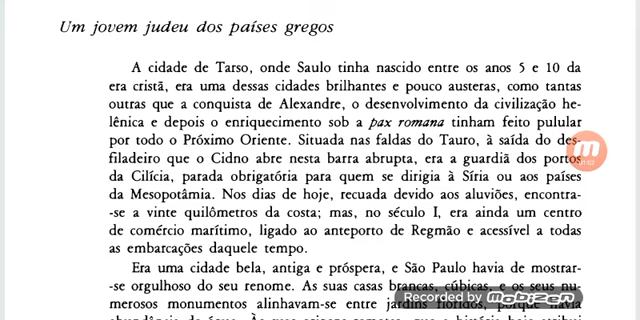 Um jovem judeu dos países gregos
A cidade de Tarso, onde Saulo tinha nascido entre os anos 5 e 10 da
era cristã, era uma dessas cidades brilhantes e pouco austeras, como tantas
outras que a conquista de Alexandre, o desenvolvimento da civilização he-
lênica e depois o enriquecimento sob a pax romana tinham feito pulular
por todo o Próximo Oriente. Situada nas faldas do Tauro, à saída do des-
filadeiro que o Cidno abre nesta barra abrupta, era a guardiã dos portos
da Cilícia, parada obrigatória para quem se dirigia à Síria ou aos países
da Mesopotâmia. Nos dias de hoje, recuada devido aos aluviões, encontra-
-se a vinte quilômetros da costa; mas, no século I, era ainda um centro
de comércio marítimo, ligado ao anteporto de Regmão e acessível a todas
as embarcações daquele tempo.
Era uma cidade bela, antiga e próspera, e São Paulo havia de mostrar-
-se orgulhoso do seu renome. As suas casas brancas, cúbicas, e os seus nu-
merosos monumentos alinhavam-se entre jardins floridos, porque havia
Recorded by mobizen